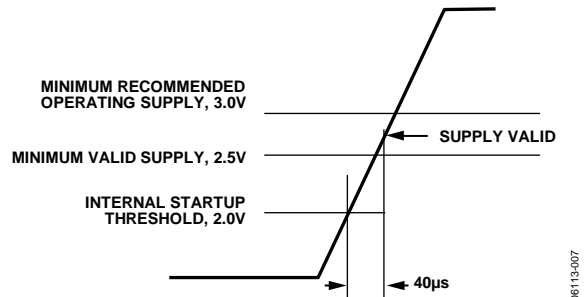 MINIMUM RECOMMENDED
OPERATING SUPPLY, 3.0V
SUPPLY VALID
MINIMUM VALID SUPPLY, 2.5V
INTERNAL STARTUP
THRESHOLD, 2.0V
40µs
06113-007